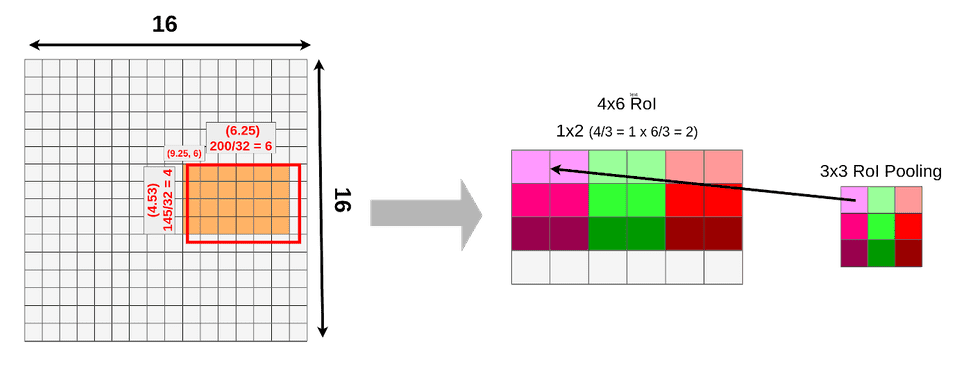 16
(6.25)
200/32 = 6
(9.25, 6)
(4.53)
145/32 = 4
16
text
4x6 RoI
1x2 (4/3 = 1 x 6/3 = 2)
3x3 RoI Pooling